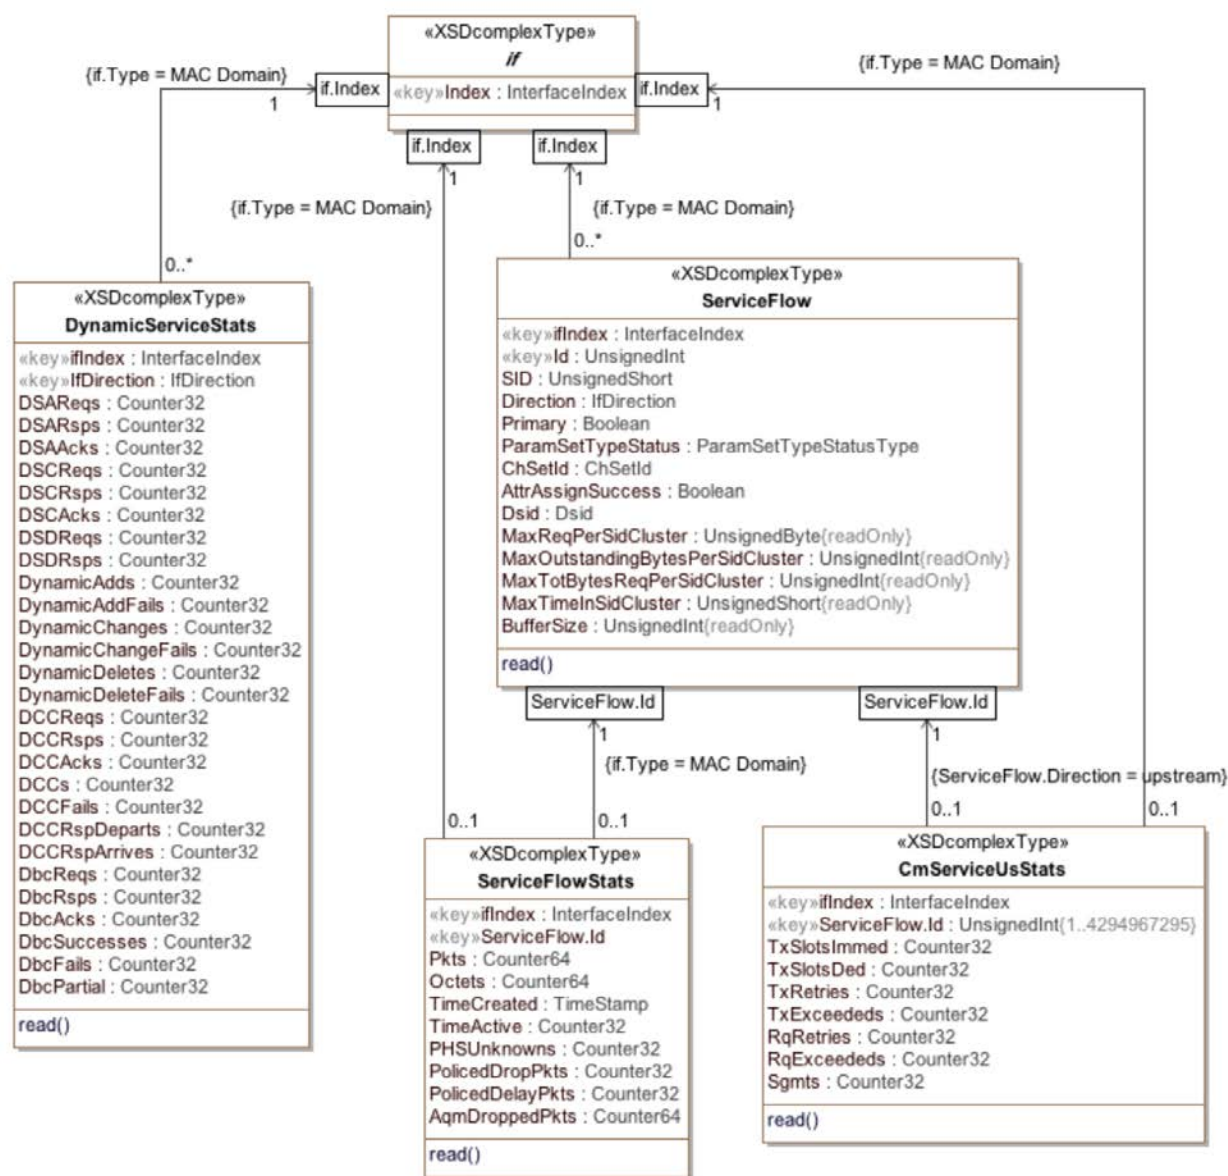 «XSDcomplexType»
if
«key»Index : InterfaceIndex
{if.Type = MAC Domain}
if.Index
1
{if.Type = MAC Domain}
if.Index
1
if.Index
1
{if.Type = MAC Domain}
if.Index
1
{if.Type = MAC Domain}
0..*
0..*
«XSDcomplexType»
DynamicServiceStats
«key»ifIndex : InterfaceIndex
«key»IfDirection : IfDirection
DSAReqs : Counter32
DSARsps : Counter32
DSAAcks : Counter32
DSCReqs : Counter32
DSCRsps : Counter32
DSCAcks : Counter32
DSDReqs : Counter32
DSDRsps : Counter32
DynamicAdds : Counter32
DynamicAddFails : Counter32
DynamicChanges : Counter32
DynamicChangeFails : Counter32
DynamicDeletes : Counter32
DynamicDeleteFails : Counter32
DCCReqs : Counter32
DCCRsps : Counter32
DCCAcks : Counter32
DCCs : Counter32
DCCFails : Counter32
DCCRspDeparts : Counter32
DCCRspArrives : Counter32
DbcReqs : Counter32
DbcRsps : Counter32
DbcAcks : Counter32
DbcSuccesses : Counter32
DbcFails : Counter32
DbcPartial : Counter32
read()
«XSDcomplexType»
ServiceFlow
«key»ifIndex : InterfaceIndex
«key»Id : UnsignedInt
SID : UnsignedShort
Direction : IfDirection
Primary : Boolean
ParamSetTypeStatus : ParamSetTypeStatusType
ChSetId : ChSetId
AttrAssignSuccess : Boolean
Dsid : Dsid
MaxReqPerSidCluster : UnsignedByte{readOnly}
MaxOutstandingBytesPerSidCluster : UnsignedInt{readOnly}
MaxTotBytesReqPerSidCluster : UnsignedInt{readOnly}
MaxTimeInSidCluster : UnsignedShort{readOnly}
BufferSize : UnsignedInt{readOnly}
read()
ServiceFlow.Id
1
{if.Type = MAC Domain}
ServiceFlow.Id
1
{ServiceFlow.Direction = upstream}
0..1
0..1
0..1
0..1
«XSDcomplexType»
ServiceFlowStats
«key»ifIndex : InterfaceIndex
«key»ServiceFlow.Id
Pkts : Counter64
Octets : Counter64
TimeCreated : TimeStamp
TimeActive : Counter32
PHSUnknowns : Counter32
PolicedDropPkts : Counter32
PolicedDelayPkts : Counter32
AqmDroppedPkts : Counter64
read()
«XSDcomplexType»
CmServiceUsStats
«key»ifIndex : InterfaceIndex
«key»ServiceFlow.Id : UnsignedInt{1..4294967295}
TxSlotsImmed : Counter32
TxSlotsDed : Counter32
TxRetries : Counter32
TxExceededs : Counter32
RqRetries : Counter32
RqExceededs : Counter32
Sgmts : Counter32
read()